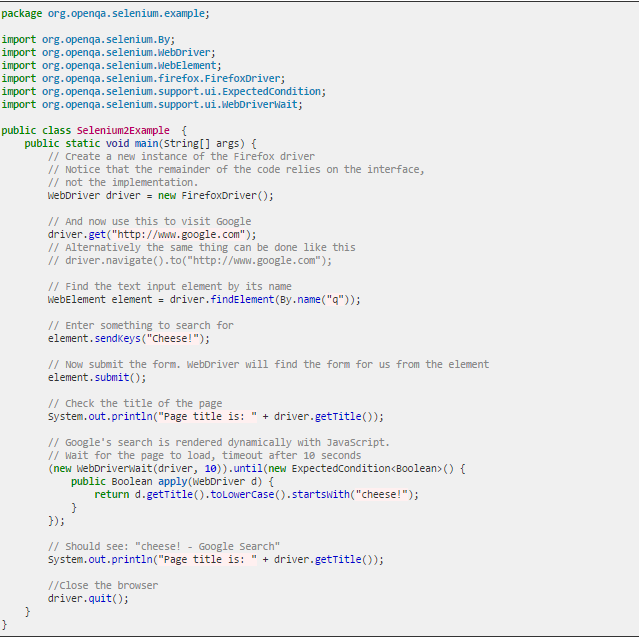 package org.openqa.selenium.example;

import org.openqa.selenium.By;
import org.openqa.selenium.WebDriver;
import org.openqa.selenium.WebElement;
import org.openqa.selenium.firefox.FirefoxDriver;
import org.openqa.selenium.support.ui.ExpectedCondition;
import org.openqa.selenium.support.ui.WebDriverWait;

public class Selenium2Example  {
    public static void main(String[] args) {
        // Create a new instance of the Firefox driver
        // Notice that the remainder of the code relies on the interface,
        // not the implementation.
        WebDriver driver = new FirefoxDriver();

        // And now use this to visit Google
        driver.get("http://www.google.com");
        // Alternatively the same thing can be done like this
        // driver.navigate().to("http://www.google.com");

        // Find the text input element by its name
        WebElement element = driver.findElement(By.name("q"));

        // Enter something to search for
        element.sendKeys("Cheese!");

        // Now submit the form. WebDriver will find the form for us from the element
        element.submit();

        // Check the title of the page
        System.out.println("Page title is: " + driver.getTitle());

        // Google's search is rendered dynamically with JavaScript.
        // Wait for the page to load, timeout after 10 seconds
        (new WebDriverWait(driver, 10)).until(new ExpectedCondition<Boolean>() {
            public Boolean apply(WebDriver d) {
                return d.getTitle().toLowerCase().startsWith("cheese!");
            }
        });

        // Should see: "cheese! - Google Search"
        System.out.println("Page title is: " + driver.getTitle());

        //Close the browser
        driver.quit();
    }
}